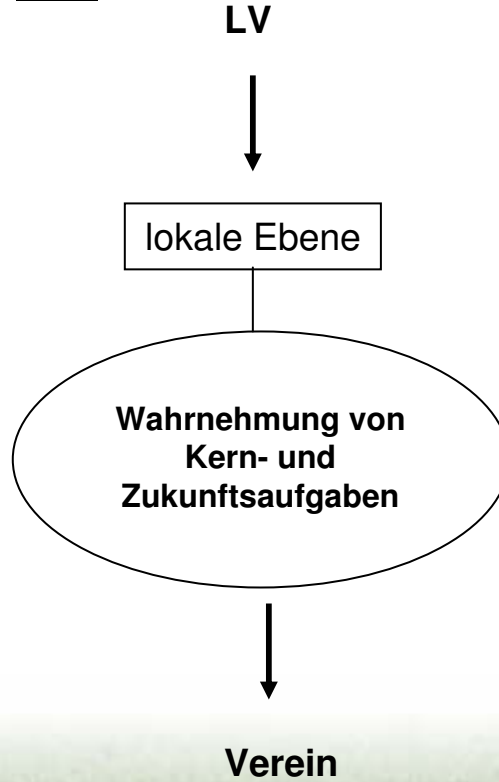 LV
lokale Ebene
Wahrnehmung von
Kern- und
Zukunftsaufgaben
Verein